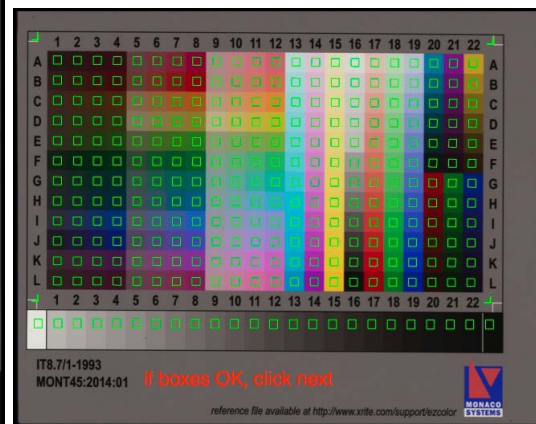 1 2 3 4 5 6 7 8 9 10 11 12 13 14 15 16 17 18 19 20 21 22
A A
B B
C C
D D
E E
F F
G G
H H
I I
J J
K K
L L
1 2 3 4 5 6 7 8 9 10 11 12 13 14 15 16 17 18 19 20 21 22
IT8.7/1-1993
MONT45:2014:01 if boxes OK, click next
reference file available at http://www.xrite.com/support/ezcolor
MONACO
SYSTEMS